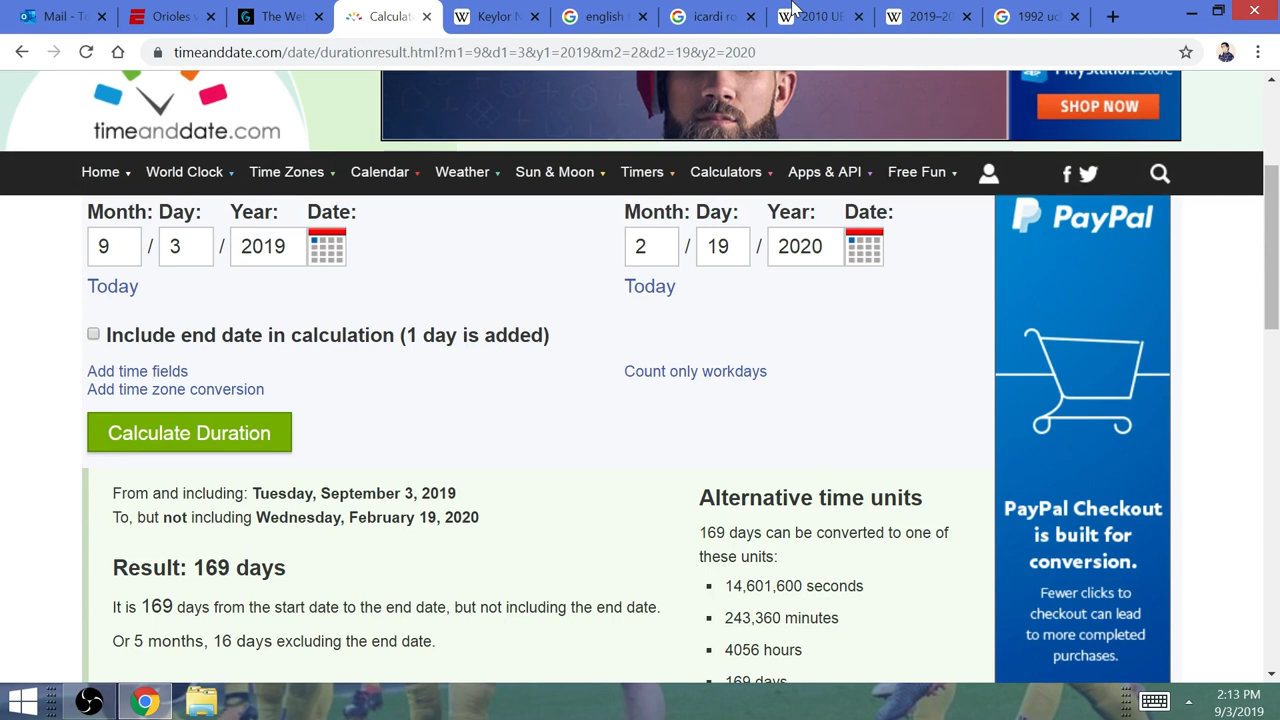 Mail - To
Orioles v
The Wei
Calculat
Keylor N
english f
icardi ro
2010 UE
2019–20
1992 uc
timeanddate.com/date/durationresult.html?m1=9&d1=3&y1=2019&m2=2&d2=19&y2=2020
timeanddate.com
PlayStation Store
SHOP NOW
Home World Clock Time Zones Calendar Weather Sun & Moon Timers Calculators Apps & API Free Fun
Month: Day: Year: Date:
9 / 3 / 2019
Today
Month: Day: Year: Date:
2 / 19 / 2020
Today
Include end date in calculation (1 day is added)
Add time fields
Add time zone conversion
Count only workdays
Calculate Duration
From and including: Tuesday, September 3, 2019
To, but not including Wednesday, February 19, 2020
Result: 169 days
It is 169 days from the start date to the end date, but not including the end date.
Or 5 months, 16 days excluding the end date.
Alternative time units
169 days can be converted to one of
these units:
14,601,600 seconds
243,360 minutes
4056 hours
169 days
PayPal
PayPal Checkout
is built for
conversion.
Fewer clicks to
checkout can lead
to more completed
purchases.
2:13 PM
9/3/2019